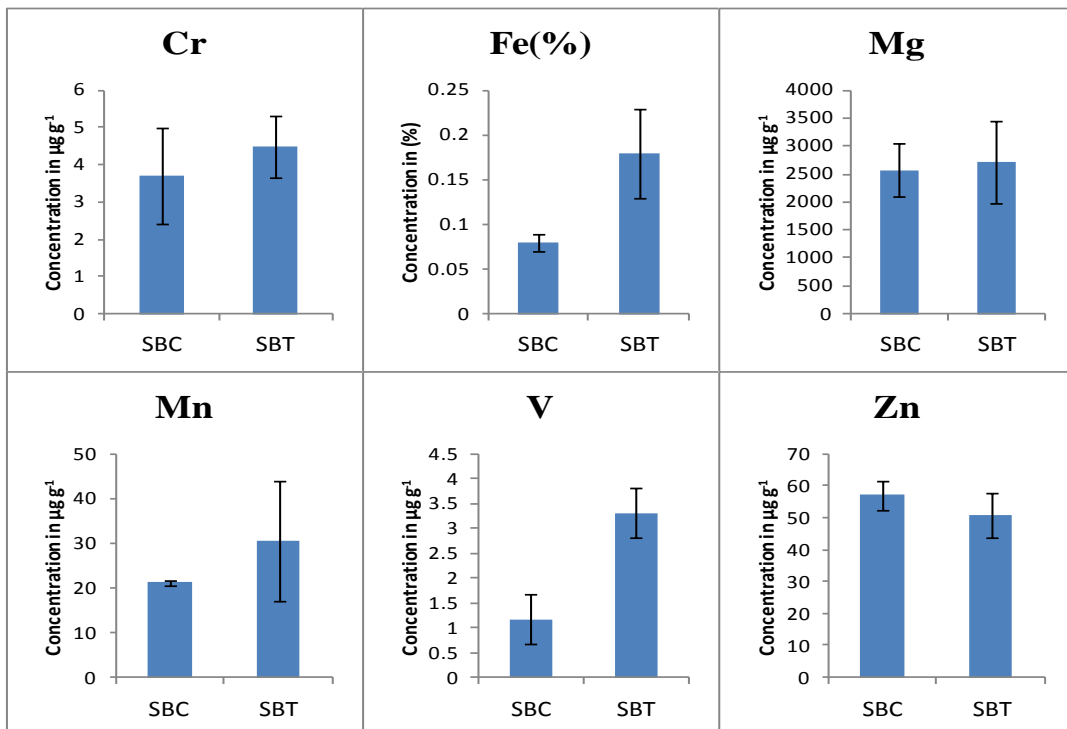 Cr
Concentration in µg g⁻¹
6
5
4
3
2
1
0
SBC SBT
Fe(%)
Concentration in (%)
0.25
0.2
0.15
0.1
0.05
0
SBC SBT
Mg
Concentration in µg g⁻¹
4000
3500
3000
2500
2000
1500
1000
500
0
SBC SBT
Mn
Concentration in µg g⁻¹
50
40
30
20
10
0
SBC SBT
V
Concentration in µg g⁻¹
4.5
4
3.5
3
2.5
2
1.5
1
0.5
0
SBC SBT
Zn
Concentration in µg g⁻¹
70
60
50
40
30
20
10
0
SBC SBT